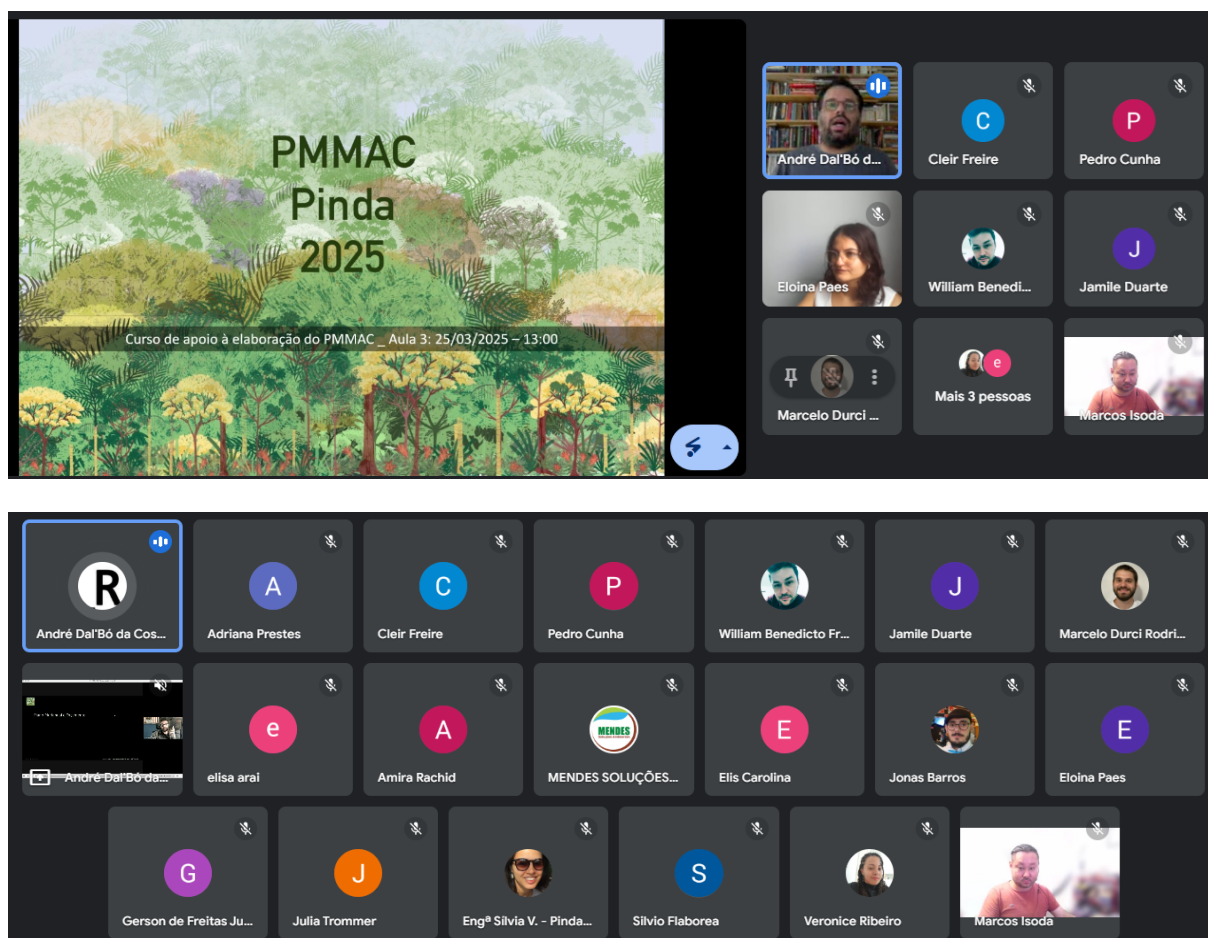 PMMAC
Pinda
2025
Curso de apoio à elaboração do PMMAC _ Aula 3: 25/03/2025 – 13:00
André Dal'Bó d...
C
Cleir Freire
P
Pedro Cunha
Eloina Paes
William Benedi...
J
Jamile Duarte
Marcelo Durci ...
e
Mais 3 pessoas
Marcos Isoda
R
André Dal'Bó da Cos...
A
Adriana Prestes
C
Cleir Freire
P
Pedro Cunha
William Benedicto Fr...
J
Jamile Duarte
Marcelo Durci Rodri...
André Dal'Bó da...
e
elisa arai
A
Amira Rachid
MENDES
MENDES SOLUÇÕES...
E
Elis Carolina
Jonas Barros
E
Eloina Paes
G
Gerson de Freitas Ju...
J
Julia Trommer
Engª Sílvia V. - Pinda...
S
Silvio Flaborea
Veronice Ribeiro
Marcos Isoda